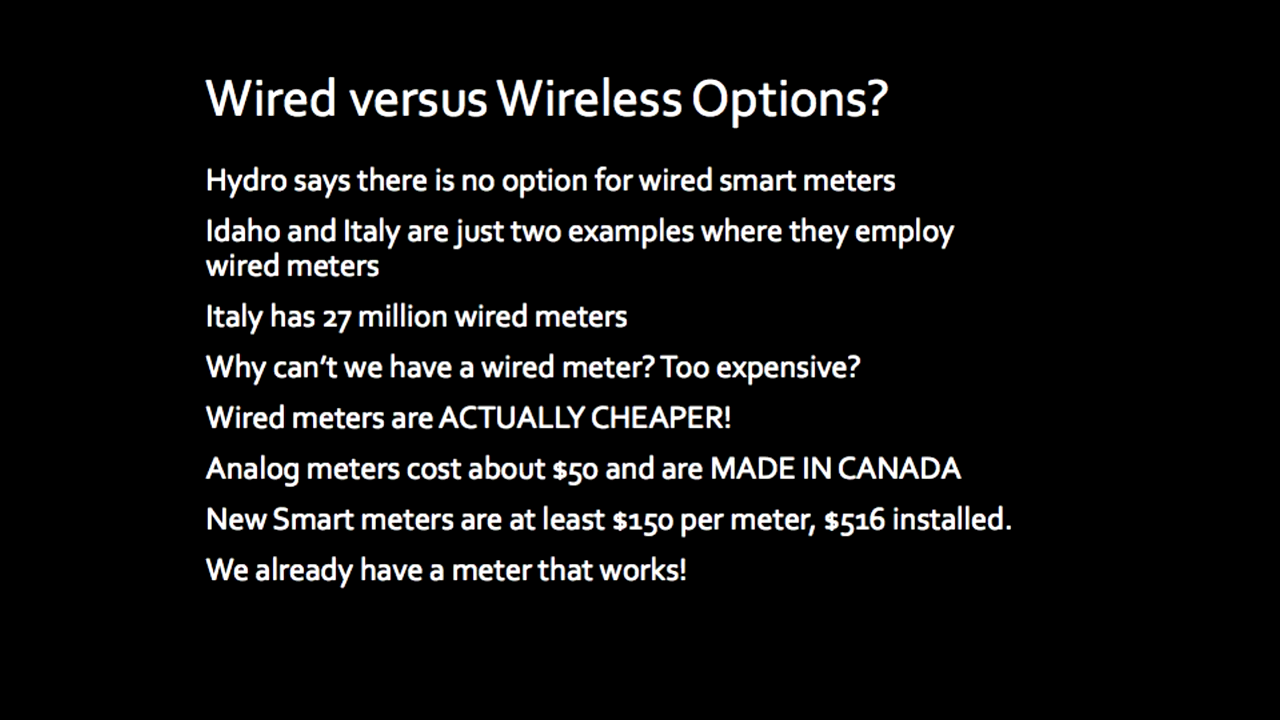 Wired versus Wireless Options?
Hydro says there is no option for wired smart meters
Idaho and Italy are just two examples where they employ
wired meters
Italy has 27 million wired meters
Why can’t we have a wired meter? Too expensive?
Wired meters are ACTUALLY CHEAPER!
Analog meters cost about $50 and are MADE IN CANADA
New Smart meters are at least $150 per meter, $516 installed.
We already have a meter that works!